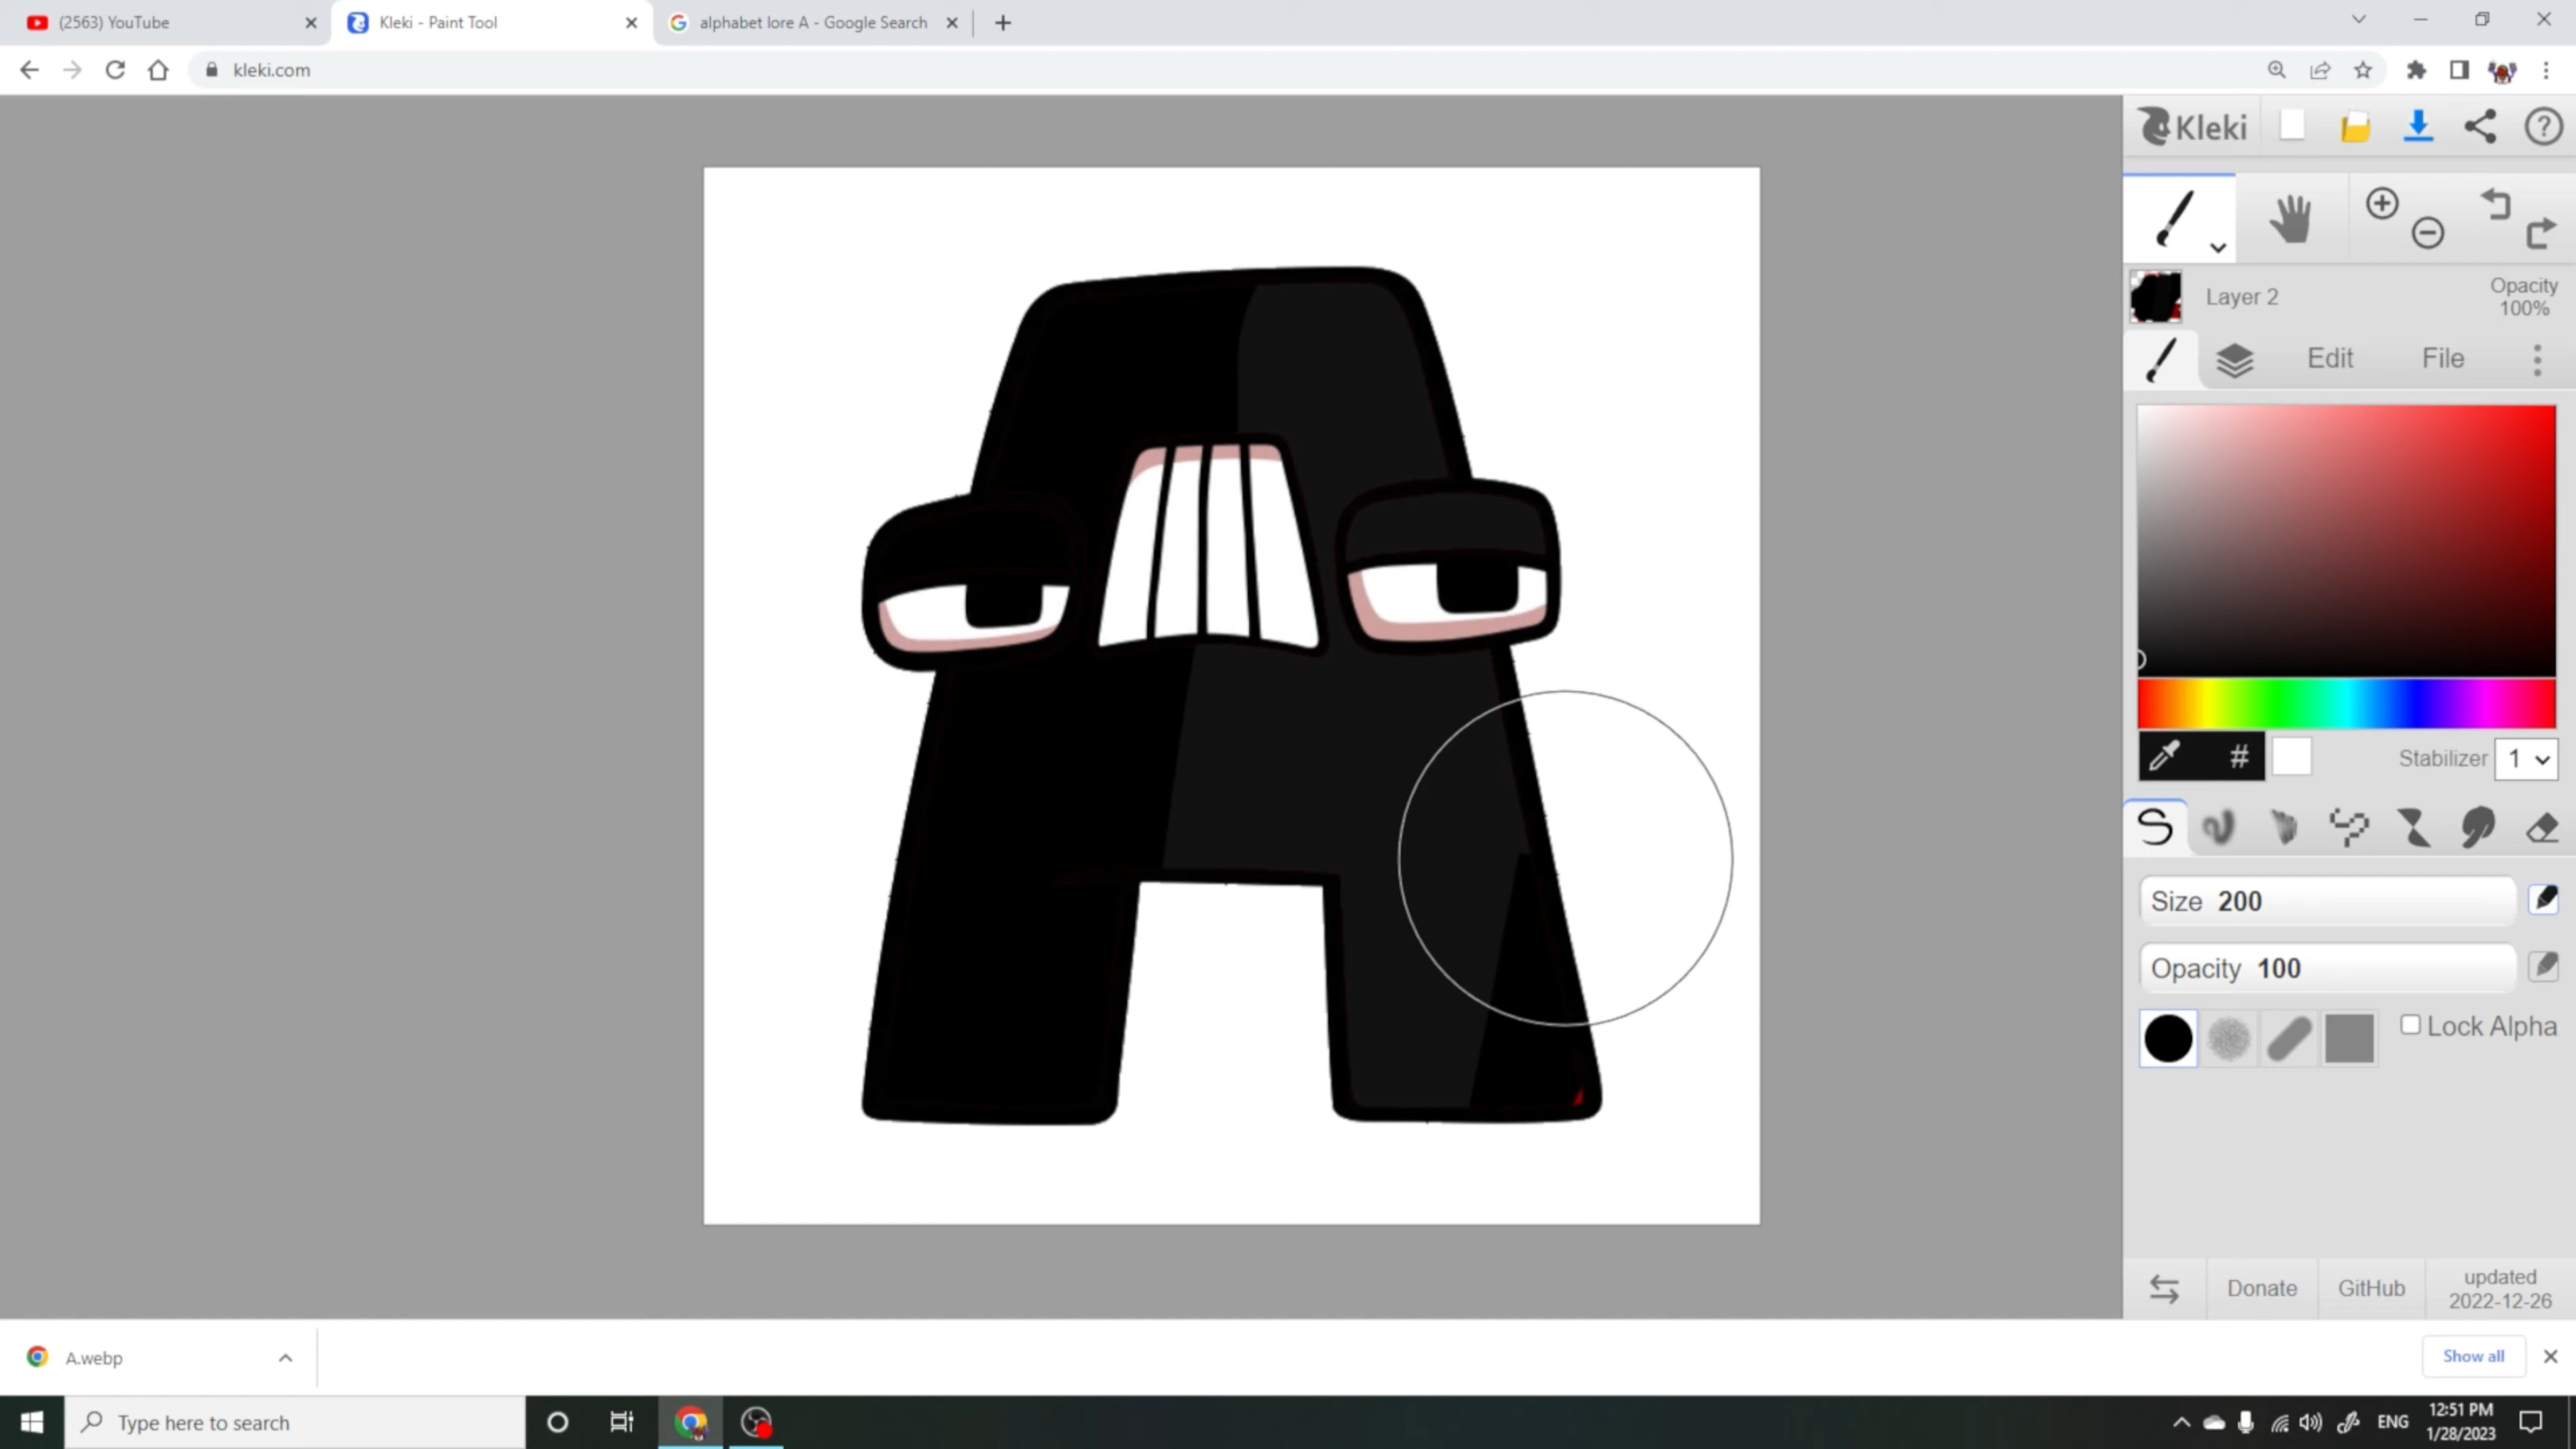 (2563) YouTube
Kleki - Paint Tool
alphabet lore A - Google Search
kleki.com
Kleki
Layer 2
Opacity
100%
Edit
File
#
Stabilizer
1
Size 200
Opacity 100
Lock Alpha
Donate
GitHub
updated
2022-12-26
A.webp
Show all
Type here to search
ENG
12:51 PM
1/28/2023